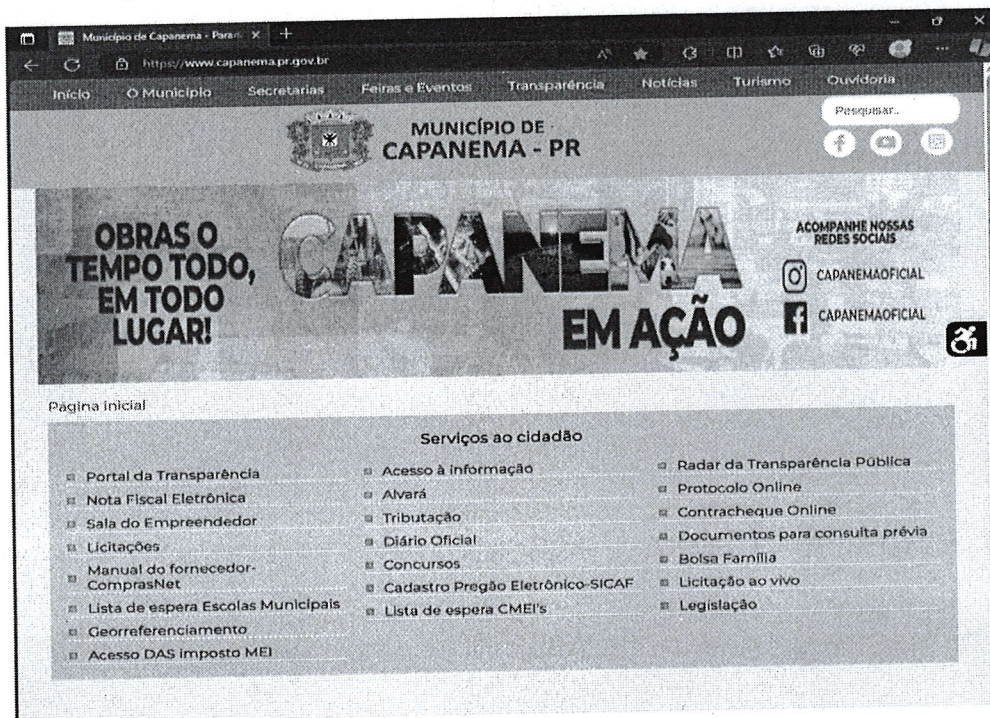 Município de Capanema - Paran
https://www.capanema.pr.gov.br
Início O Município Secretarias Feiras e Eventos Transparência Notícias Turismo Ouvidoria
Pesquisar..
MUNICÍPIO DE
CAPANEMA - PR
OBRAS O
TEMPO TODO,
EM TODO
LUGAR!
CAPANEMA
EM AÇÃO
ACOMPANHE NOSSAS
REDES SOCIAIS
CAPANEMAOFICIAL
CAPANEMAOFICIAL
Página inicial
Serviços ao cidadão
Portal da Transparência
Nota Fiscal Eletrônica
Sala do Empreendedor
Licitações
Manual do fornecedor-
ComprasNet
Lista de espera Escolas Municipais
Georreferenciamento
Acesso DAS imposto MEI
Acesso à informação
Alvará
Tributação
Diário Oficial
Concursos
Cadastro Pregão Eletrônico-SICAF
Lista de espera CMEI's
Radar da Transparência Pública
Protocolo Online
Contracheque Online
Documentos para consulta prévia
Bolsa Família
Licitação ao vivo
Legislação